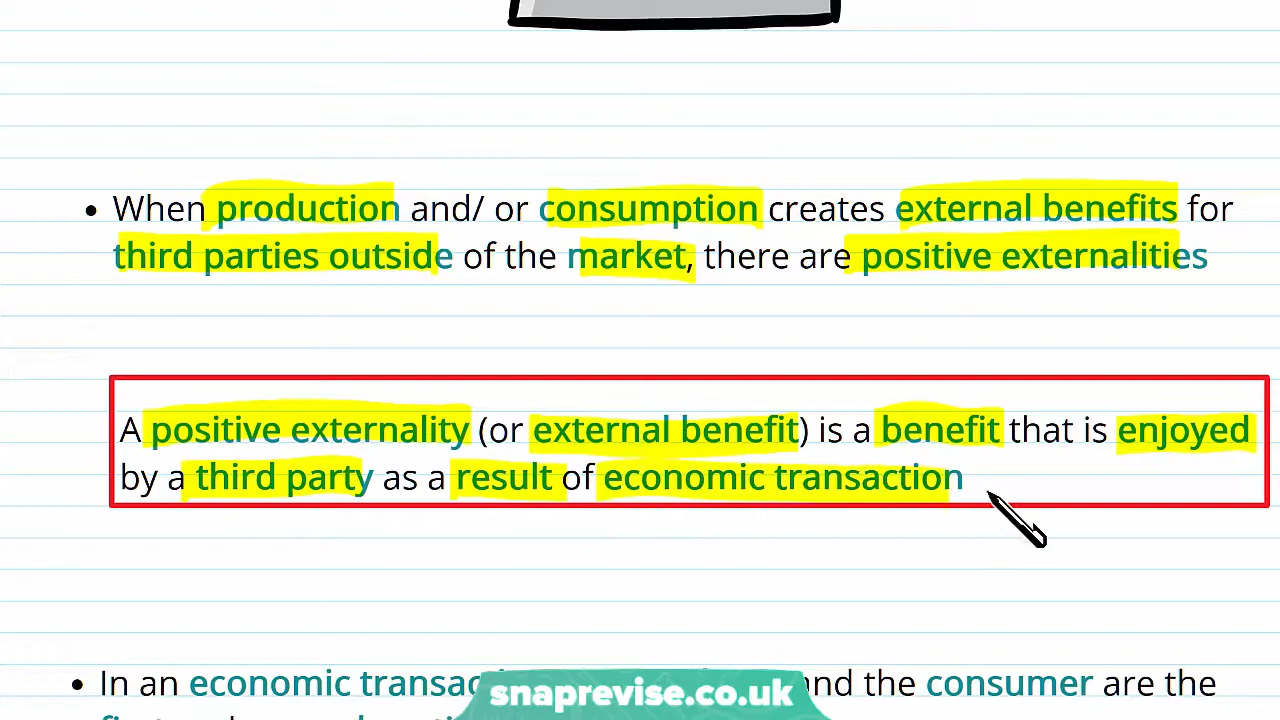 • When production and/ or consumption creates external benefits for
third parties outside of the market, there are positive externalities
A positive externality (or external benefit) is a benefit that is enjoyed
by a third party as a result of economic transaction
• In an economic and the consumer are the
snaprevise.co.uk